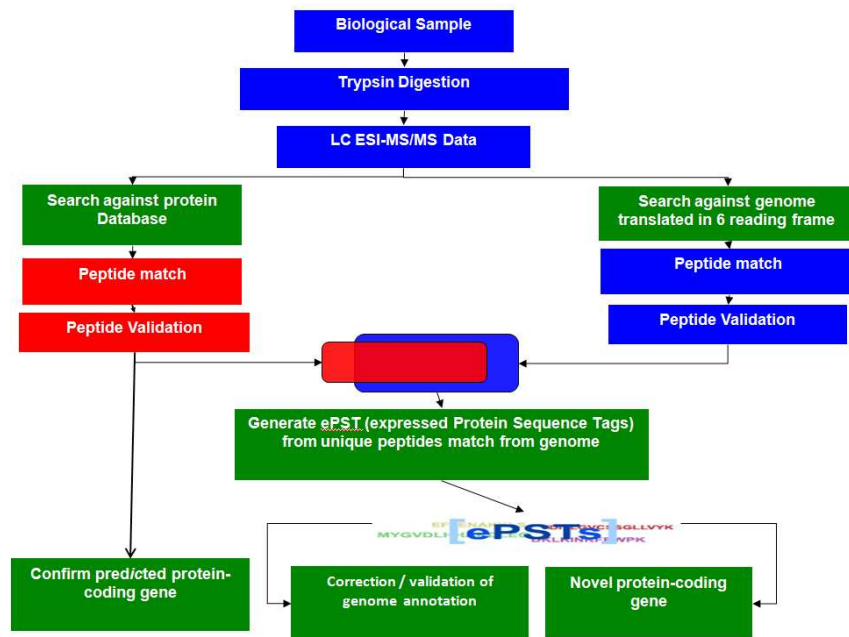 Biological Sample
Trypsin Digestion
LC ESI-MS/MS Data
Search against protein
Database
Search against genome
translated in 6 reading frame
Peptide match
Peptide match
Peptide Validation
Peptide Validation
Generate ePST (expressed Protein Sequence Tags)
from unique peptides match from genome
[ePSTs]
Confirm predicted protein-
coding gene
Correction / validation of
genome annotation
Novel protein-coding
gene